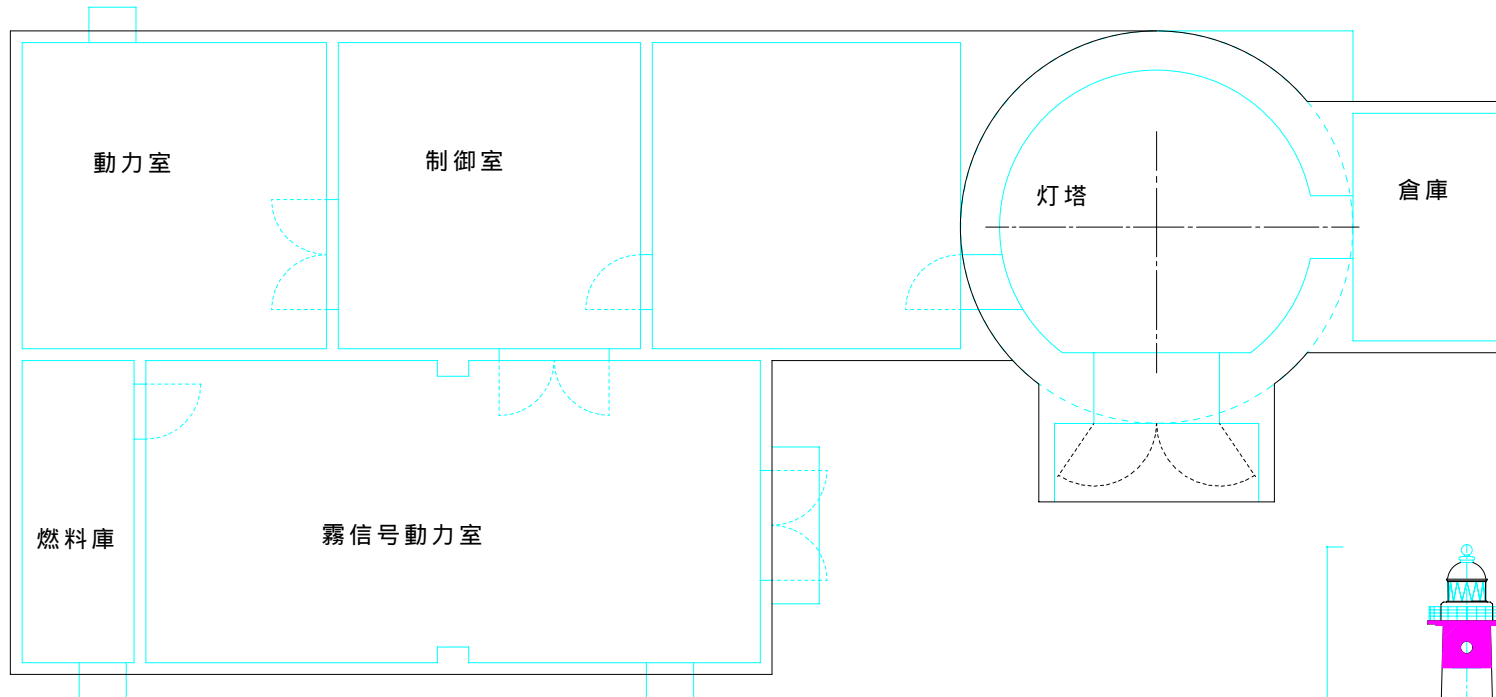 動力室
制御室
灯塔
倉庫
燃料庫
霧信号動力室